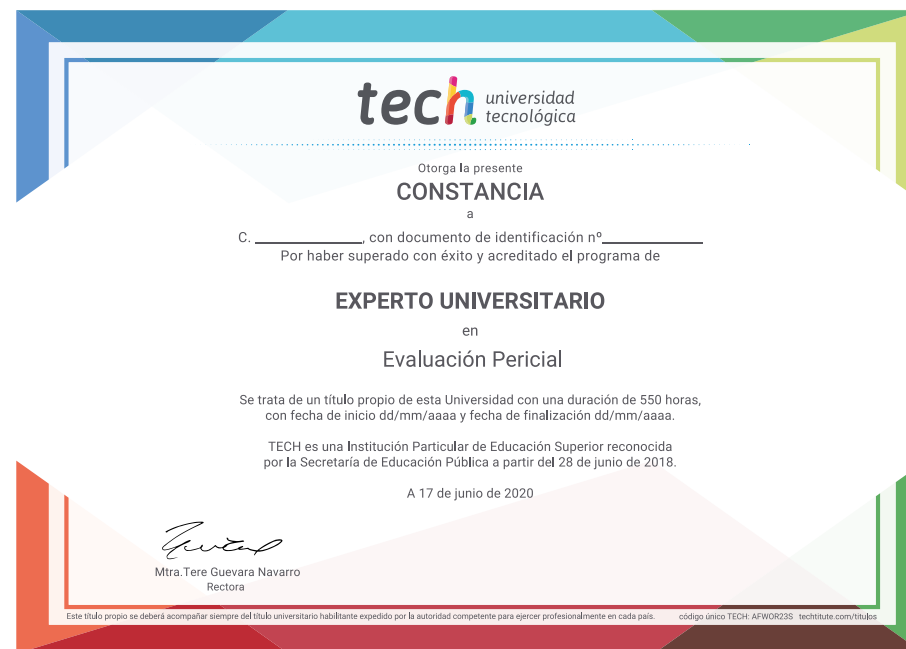 tech universidad
tecnológica
Otorga la presente
CONSTANCIA
a
C. ____________, con documento de identificación nº____________
Por haber superado con éxito y acreditado el programa de
EXPERTO UNIVERSITARIO
en
Evaluación Pericial
Se trata de un título propio de esta Universidad con una duración de 550 horas,
con fecha de inicio dd/mm/aaaa y fecha de finalización dd/mm/aaaa.
TECH es una Institución Particular de Educación Superior reconocida
por la Secretaría de Educación Pública a partir del 28 de junio de 2018.
A 17 de junio de 2020
Mtra.Tere Guevara Navarro
Rectora
Este título propio se deberá acompañar siempre del título universitario habilitante expedido por la autoridad competente para ejercer profesionalmente en cada país. código único TECH: AFWOR23S techtitute.com/titulos